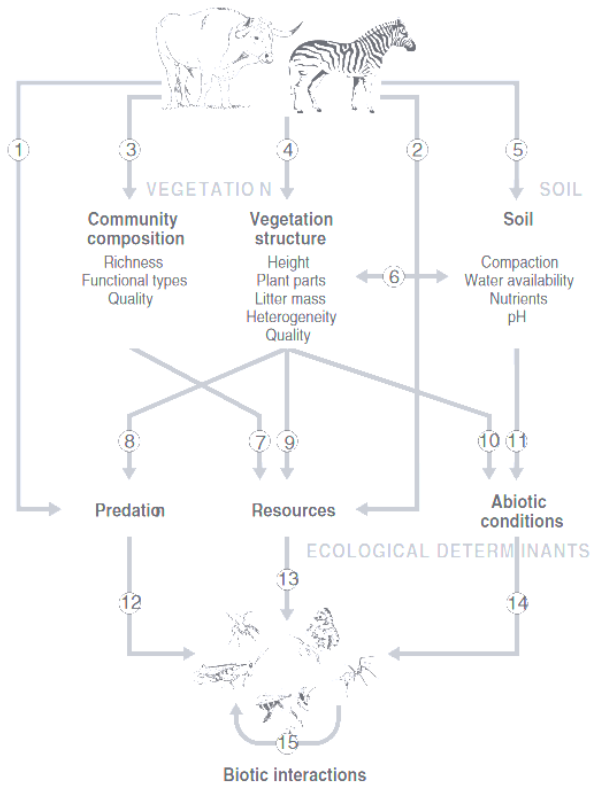 1
3
4
2
5
VEGETATION
SOIL
Community
composition
Richness
Functional types
Quality
Vegetation
structure
Height
Plant parts
Litter mass
Heterogeneity
Quality
6
Soil
Compaction
Water availability
Nutrients
pH
8
7
9
10
11
Predation
Resources
Abiotic
conditions
ECOLOGICAL DETERMINANTS
12
13
14
15
Biotic interactions